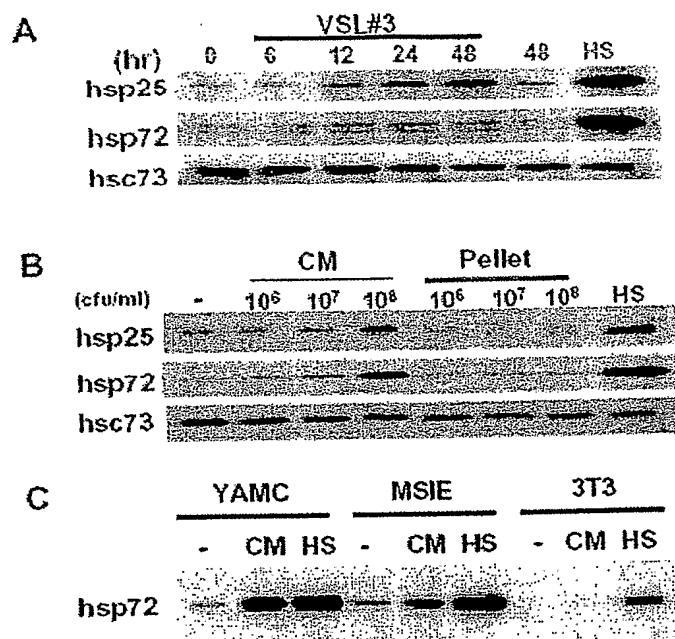 A
VSL#3
(hr) 0 6 12 24 48 48 HS
hsp25
hsp72
hsc73
B
CM Pellet
(cfu/ml) - 10⁶ 10⁷ 10⁸ 10⁶ 10⁷ 10⁸ HS
hsp25
hsp72
hsc73
C
YAMC MSIE 3T3
- CM HS - CM HS - CM HS
hsp72